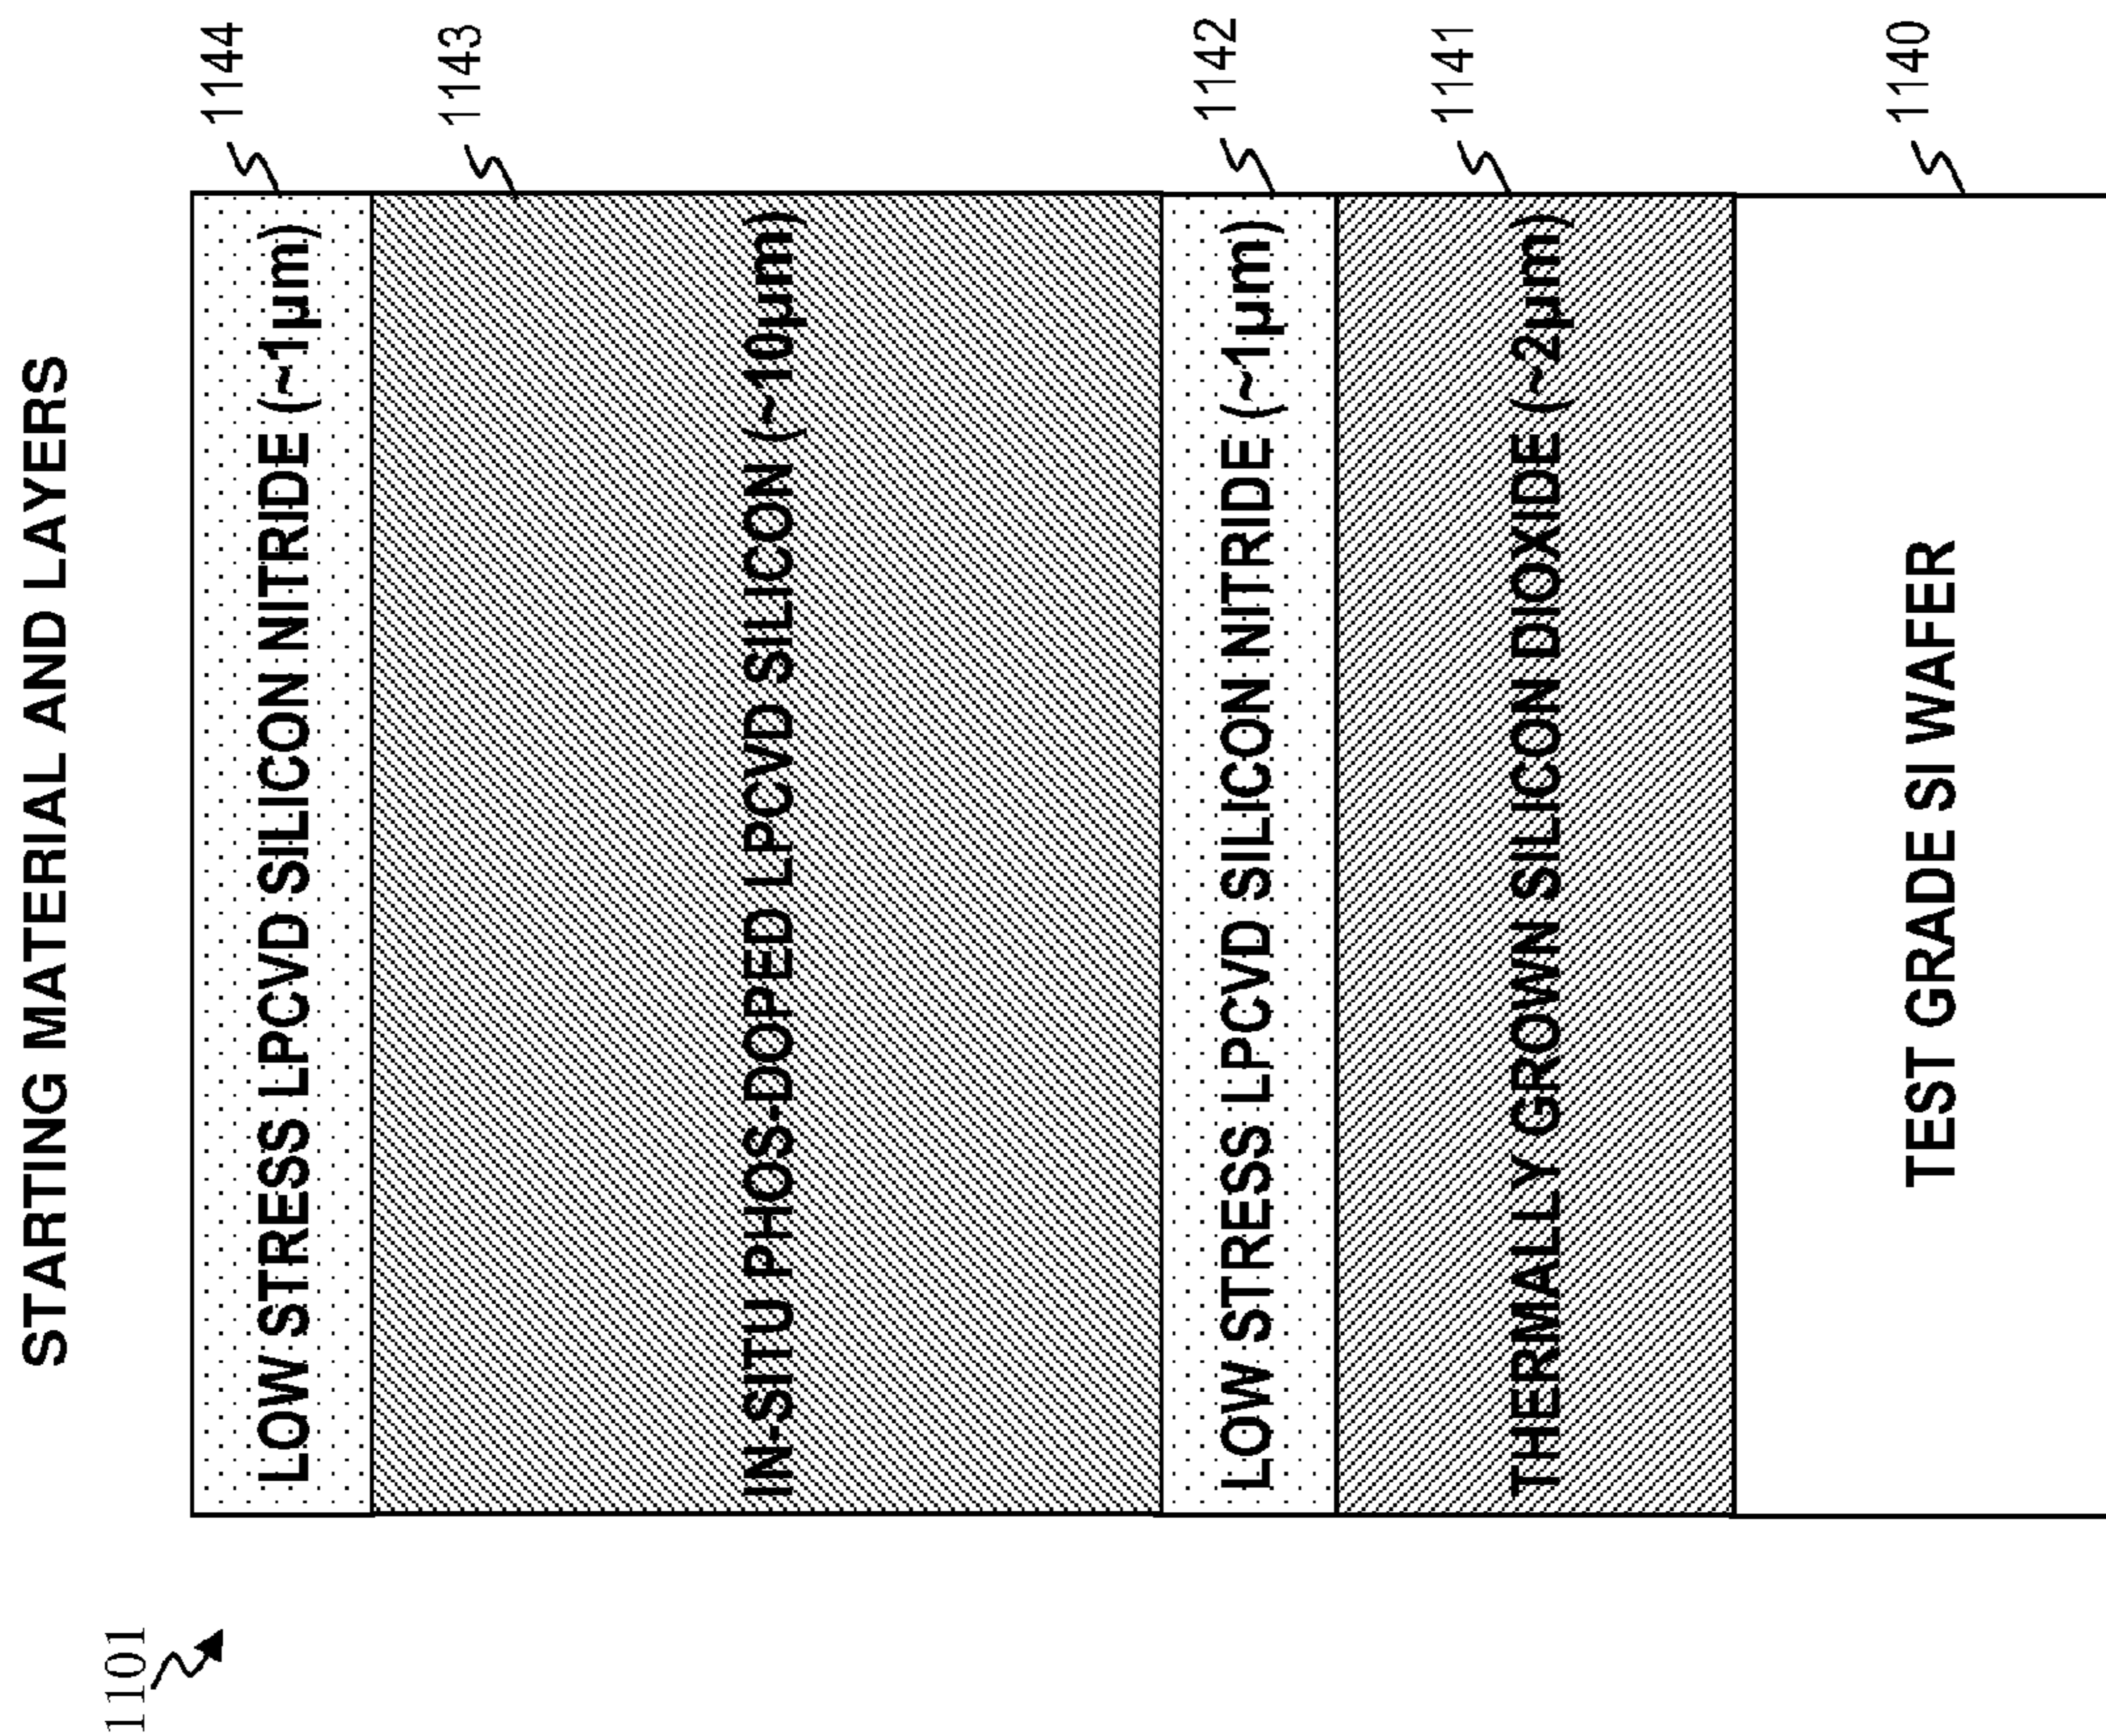 STARTING MATERIAL AND LAYERS
1101
LOW STRESS LPCVD SILICON NITRIDE (~1µm)
1144
IN-SITU PHOS-DOPED LPCVD SILICON (~10µm)
1143
LOW STRESS LPCVD SILICON NITRIDE (~1µm)
1142
THERMALLY GROWN SILICON DIOXIDE (~2µm)
1141
TEST GRADE SI WAFER
1140